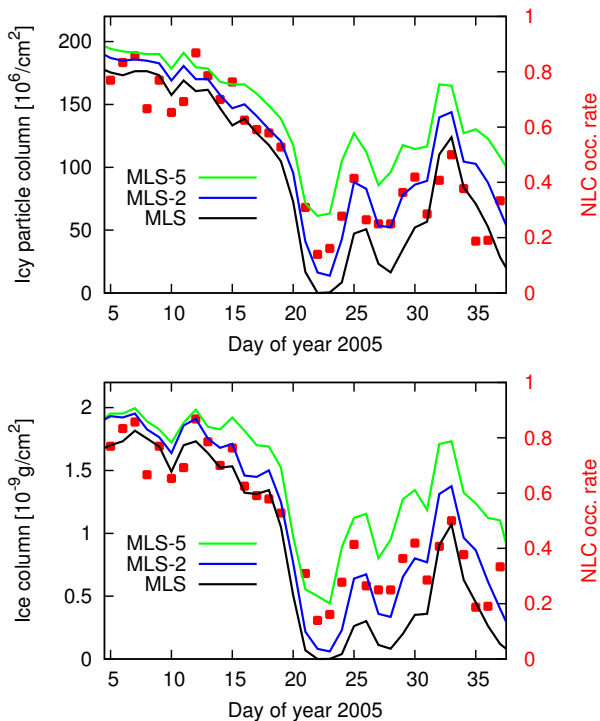 Icy particle column [10^6/cm^2]
200
150
100
50
0
MLS-5
MLS-2
MLS
1
0.8
0.6
0.4
0.2
0
NLC occ. rate
5 10 15 20 25 30 35
Day of year 2005
Ice column [10^-9g/cm^2]
2
1.5
1
0.5
0
MLS-5
MLS-2
MLS
1
0.8
0.6
0.4
0.2
0
NLC occ. rate
5 10 15 20 25 30 35
Day of year 2005